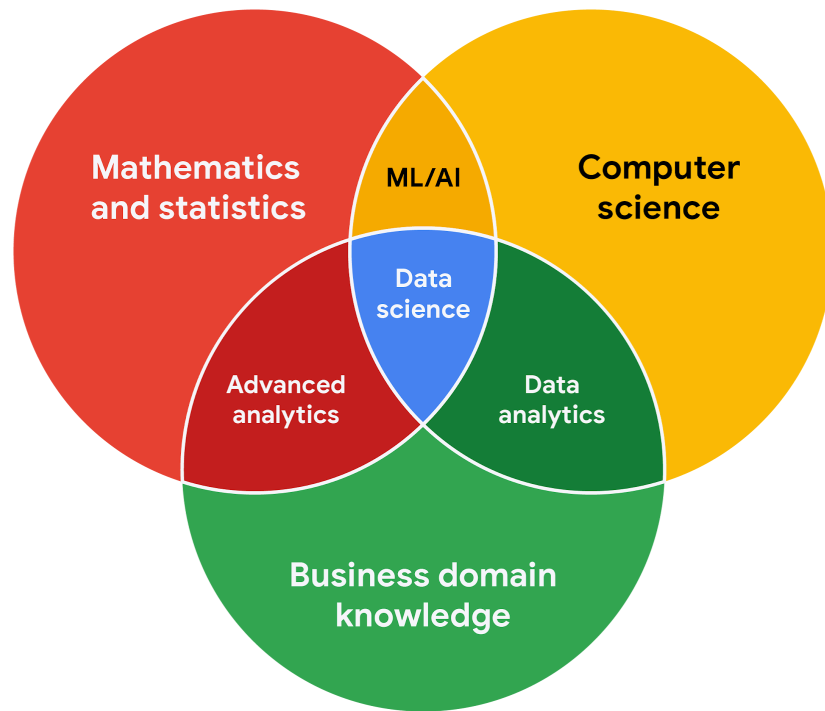 Mathematics
and statistics
ML/AI
Computer
science
Data
science
Advanced
analytics
Data
analytics
Business domain
knowledge